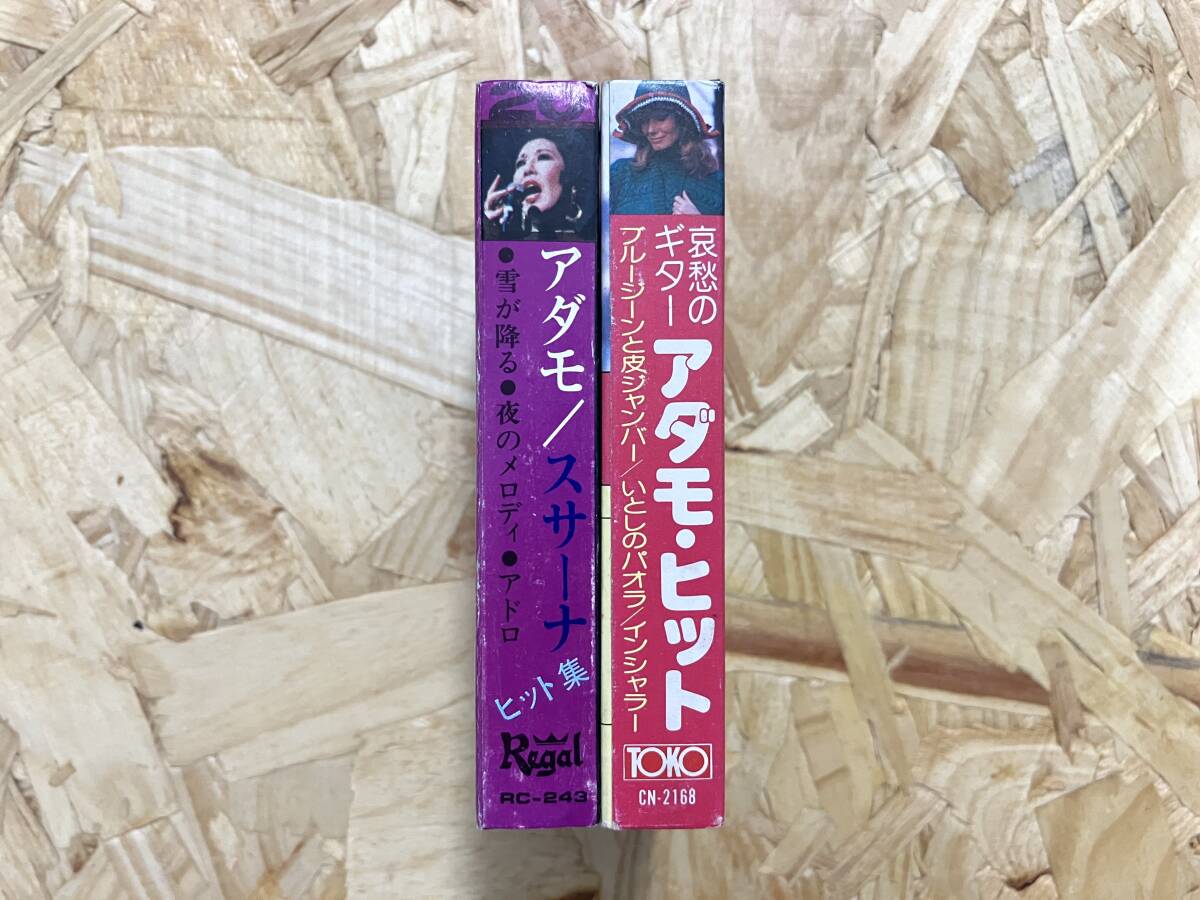 20
アダモ/スサーナ
ヒット集
●雪が降る●夜のメロディ●アドロ
Regal
RC-243
哀愁の
ギター
アダモ・ヒット
ブルージーンと皮ジャンバー/いとしのパオラ/インシャラー
TOKO
CN-2168